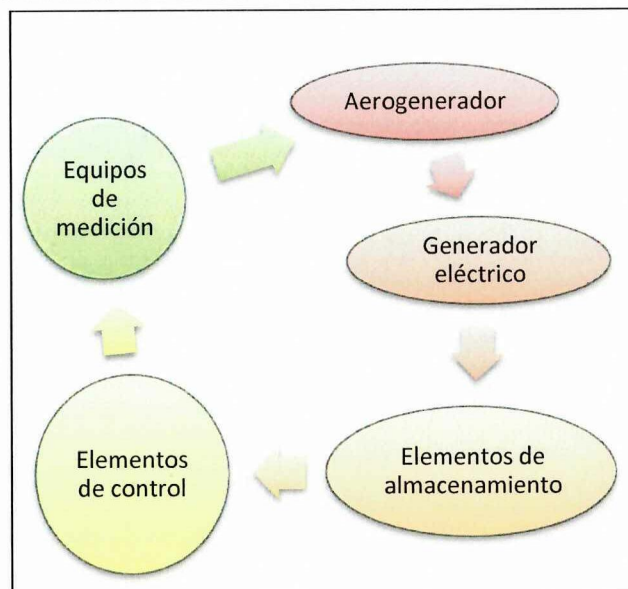 Aerogenerador
Equipos
de
medición
Generador
eléctrico
Elementos
de control
Elementos de
almacenamiento